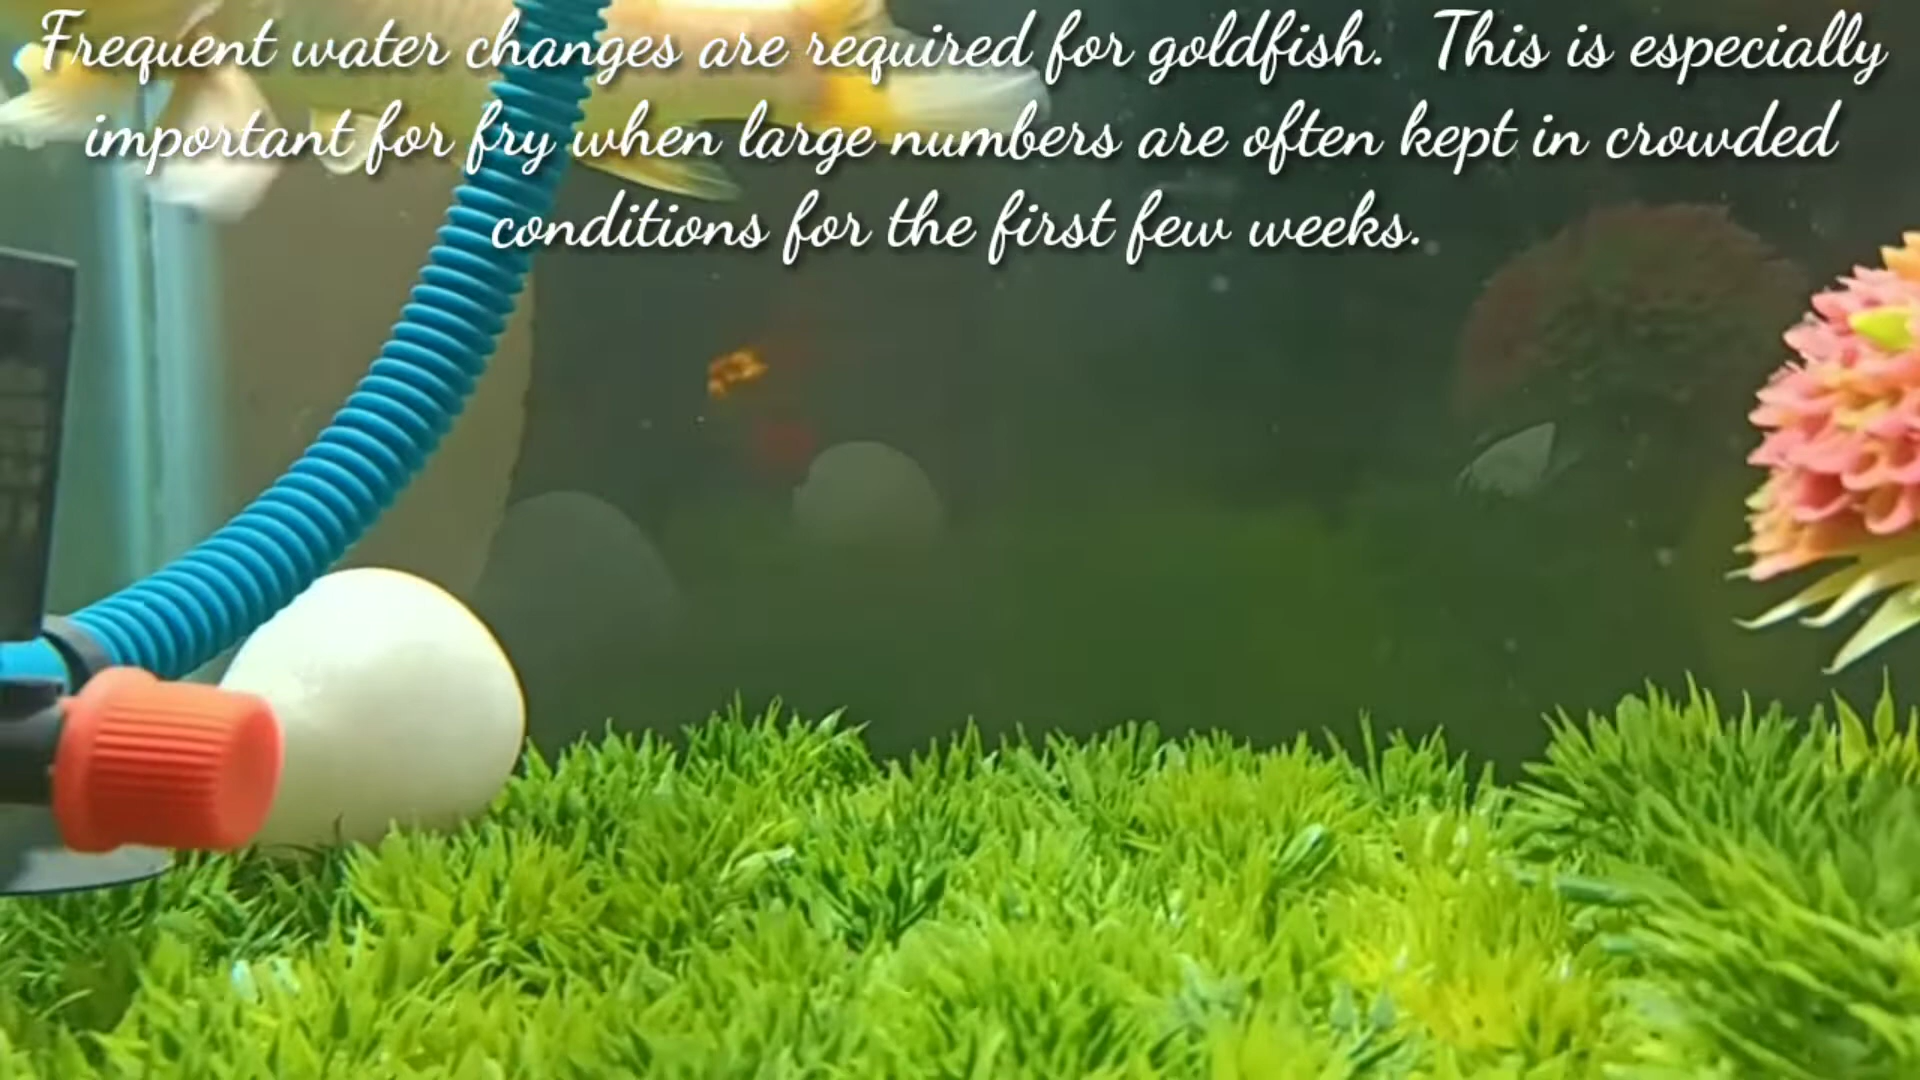 Frequent water changes are required for goldfish. This is especially
important for fry when large numbers are often kept in crowded
conditions for the first few weeks.